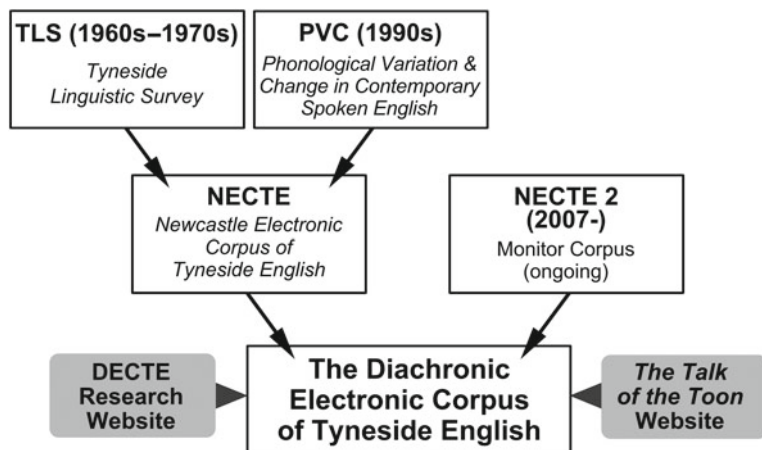 TLS (1960s–1970s)
Tyneside
Linguistic Survey
PVC (1990s)
Phonological Variation &
Change in Contemporary
Spoken English
NECTE
Newcastle Electronic
Corpus of
Tyneside English
NECTE 2
(2007-)
Monitor Corpus
(ongoing)
DECTE
Research
Website
The Diachronic
Electronic Corpus
of Tyneside English
The Talk
of the Toon
Website